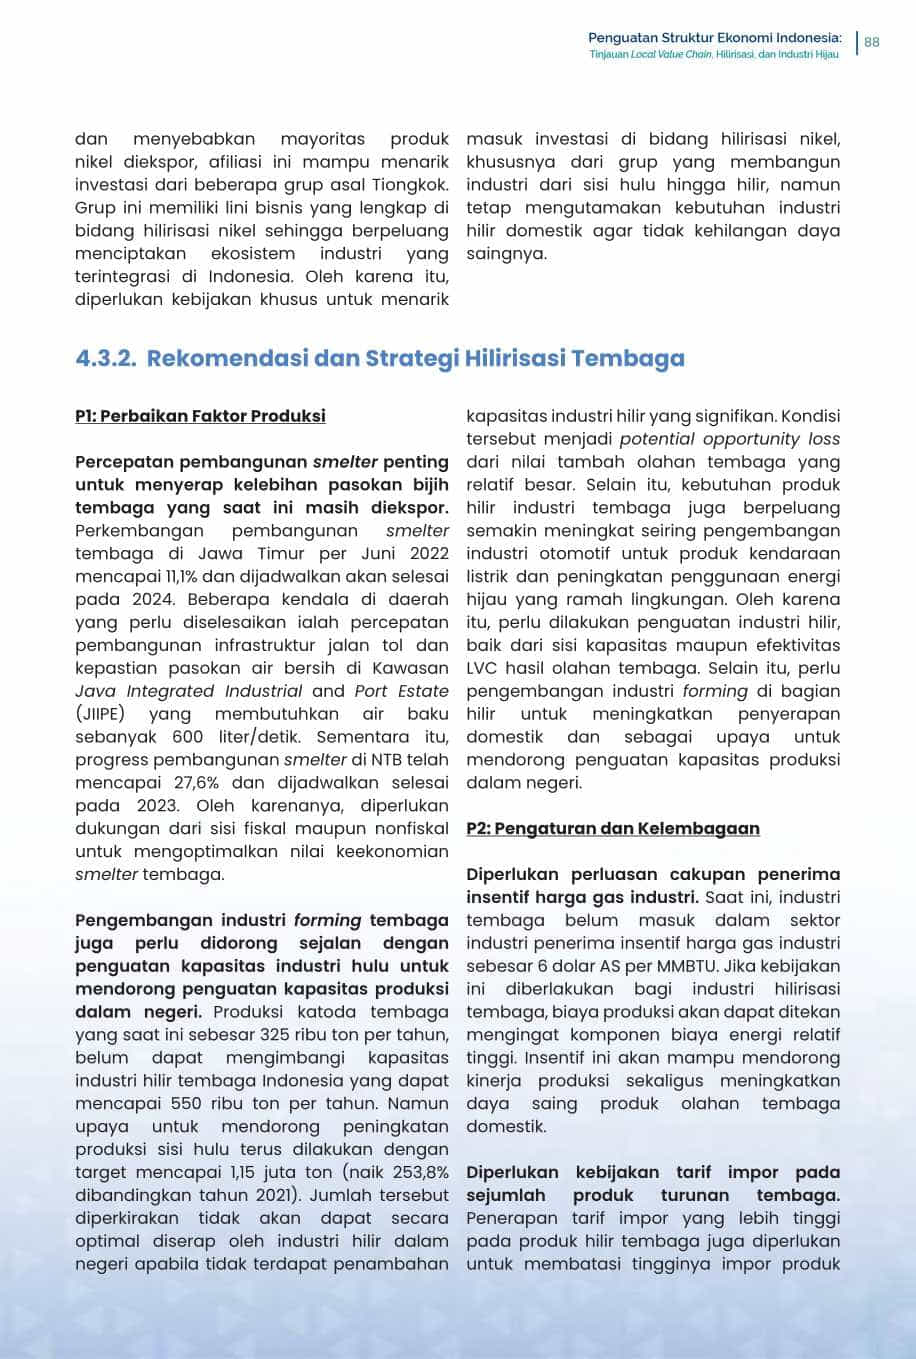 Penguatan Struktur Ekonomi Indonesia:
Tinjauan Local Value Chain, Hilirisasi, dan Industri Hijau
88
dan menyebabkan mayoritas produk
nikel diekspor, afiliasi ini mampu menarik
investasi dari beberapa grup asal Tiongkok.
Grup ini memiliki lini bisnis yang lengkap di
bidang hilirisasi nikel sehingga berpeluang
menciptakan ekosistem industri yang
terintegrasi di Indonesia. Oleh karena itu,
diperlukan kebijakan khusus untuk menarik
masuk investasi di bidang hilirisasi nikel,
khususnya dari grup yang membangun
industri dari sisi hulu hingga hilir, namun
tetap mengutamakan kebutuhan industri
hilir domestik agar tidak kehilangan daya
saingnya.
4.3.2. Rekomendasi dan Strategi Hilirisasi Tembaga
P1: Perbaikan Faktor Produksi
Percepatan pembangunan smelter penting
untuk menyerap kelebihan pasokan bijih
tembaga yang saat ini masih diekspor.
Perkembangan pembangunan smelter
tembaga di Jawa Timur per Juni 2022
mencapai 11,1% dan dijadwalkan akan selesai
pada 2024. Beberapa kendala di daerah
yang perlu diselesaikan ialah percepatan
pembangunan infrastruktur jalan tol dan
kepastian pasokan air bersih di Kawasan
Java Integrated Industrial and Port Estate
(JIIPE) yang membutuhkan air baku
sebanyak 600 liter/detik. Sementara itu,
progress pembangunan smelter di NTB telah
mencapai 27,6% dan dijadwalkan selesai
pada 2023. Oleh karenanya, diperlukan
dukungan dari sisi fiskal maupun nonfiskal
untuk mengoptimalkan nilai keekonomian
smelter tembaga.
Pengembangan industri forming tembaga
juga perlu didorong sejalan dengan
penguatan kapasitas industri hulu untuk
mendorong penguatan kapasitas produksi
dalam negeri. Produksi katoda tembaga
yang saat ini sebesar 325 ribu ton per tahun,
belum dapat mengimbangi kapasitas
industri hilir tembaga Indonesia yang dapat
mencapai 550 ribu ton per tahun. Namun
upaya untuk mendorong peningkatan
produksi sisi hulu terus dilakukan dengan
target mencapai 1,15 juta ton (naik 253,8%
dibandingkan tahun 2021). Jumlah tersebut
diperkirakan tidak akan dapat secara
optimal diserap oleh industri hilir dalam
negeri apabila tidak terdapat penambahan
kapasitas industri hilir yang signifikan. Kondisi
tersebut menjadi potential opportunity loss
dari nilai tambah olahan tembaga yang
relatif besar. Selain itu, kebutuhan produk
hilir industri tembaga juga berpeluang
semakin meningkat seiring pengembangan
industri otomotif untuk produk kendaraan
listrik dan peningkatan penggunaan energi
hijau yang ramah lingkungan. Oleh karena
itu, perlu dilakukan penguatan industri hilir,
baik dari sisi kapasitas maupun efektivitas
LVC hasil olahan tembaga. Selain itu, perlu
pengembangan industri forming di bagian
hilir untuk meningkatkan penyerapan
domestik dan sebagai upaya untuk
mendorong penguatan kapasitas produksi
dalam negeri.
P2: Pengaturan dan Kelembagaan
Diperlukan perluasan cakupan penerima
insentif harga gas industri. Saat ini, industri
tembaga belum masuk dalam sektor
industri penerima insentif harga gas industri
sebesar 6 dolar AS per MMBTU. Jika kebijakan
ini diberlakukan bagi industri hilirisasi
tembaga, biaya produksi akan dapat ditekan
mengingat komponen biaya energi relatif
tinggi. Insentif ini akan mampu mendorong
kinerja produksi sekaligus meningkatkan
daya saing produk olahan tembaga
domestik.
Diperlukan kebijakan tarif impor pada
sejumlah produk turunan tembaga.
Penerapan tarif impor yang lebih tinggi
pada produk hilir tembaga juga diperlukan
untuk membatasi tingginya impor produk